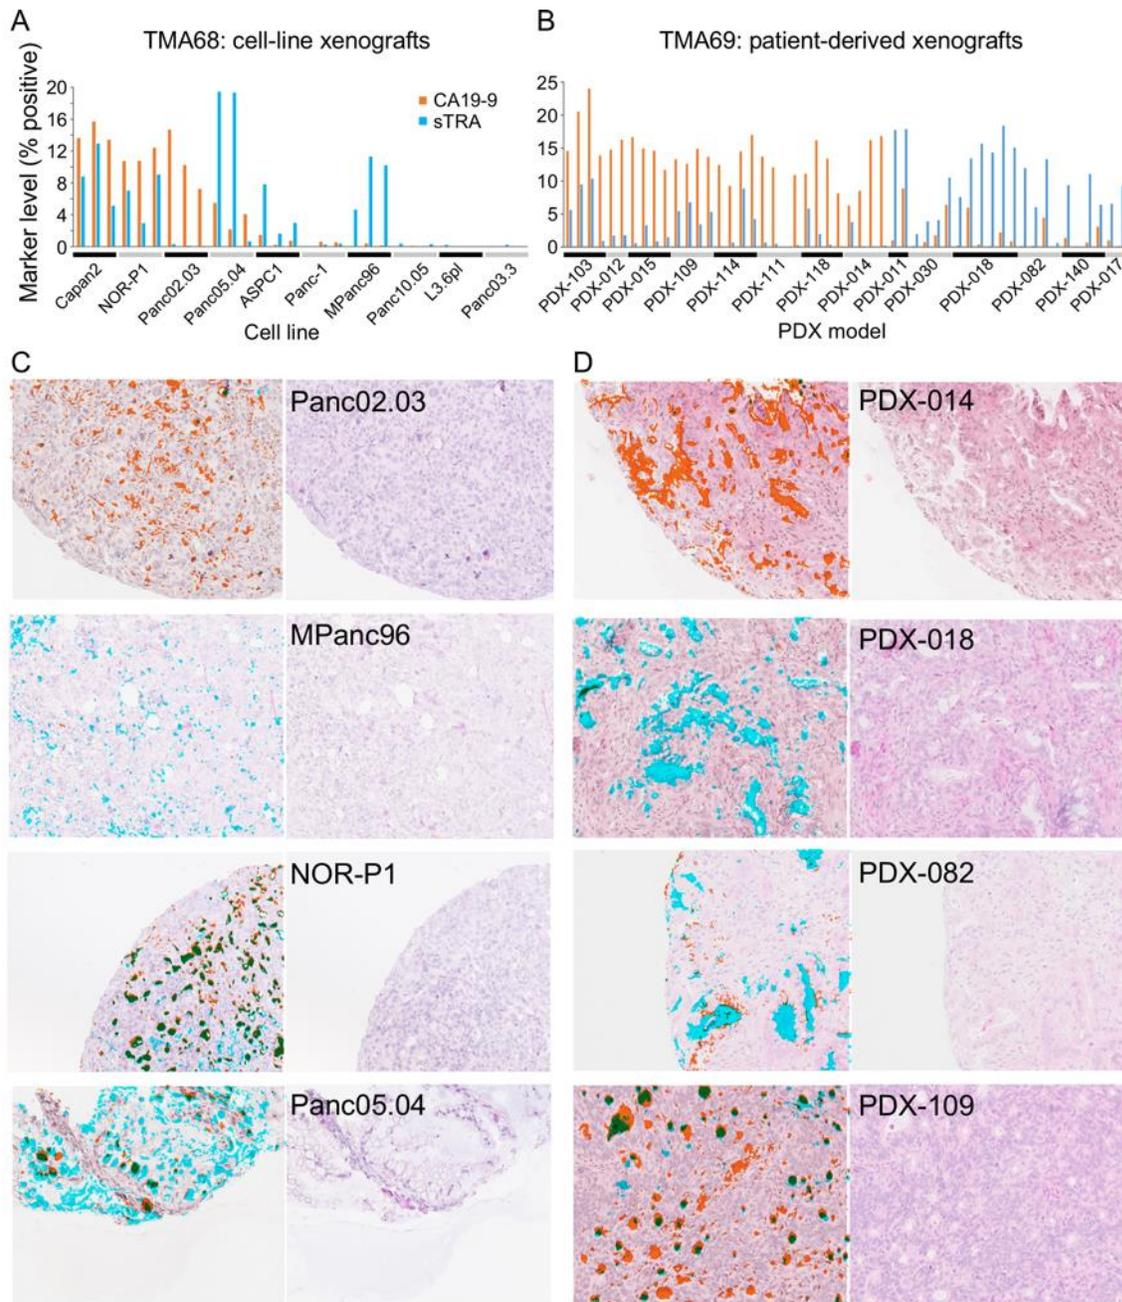 A
TMA68: cell-line xenografts
Marker level (% positive)
20
16
12
8
4
0
CA19-9
sTRA
Capan2
NOR-P1
Panc02.03
Panc05.04
ASPC1
Panc-1
MPanc96
Panc10.05
L3.6pl
Panc03.3
Cell line
B
TMA69: patient-derived xenografts
25
20
15
10
5
0
PDX-103
PDX-012
PDX-015
PDX-109
PDX-114
PDX-111
PDX-118
PDX-014
PDX-011
PDX-030
PDX-018
PDX-082
PDX-140
PDX-017
PDX model
C
Panc02.03
MPanc96
NOR-P1
Panc05.04
D
PDX-014
PDX-018
PDX-082
PDX-109